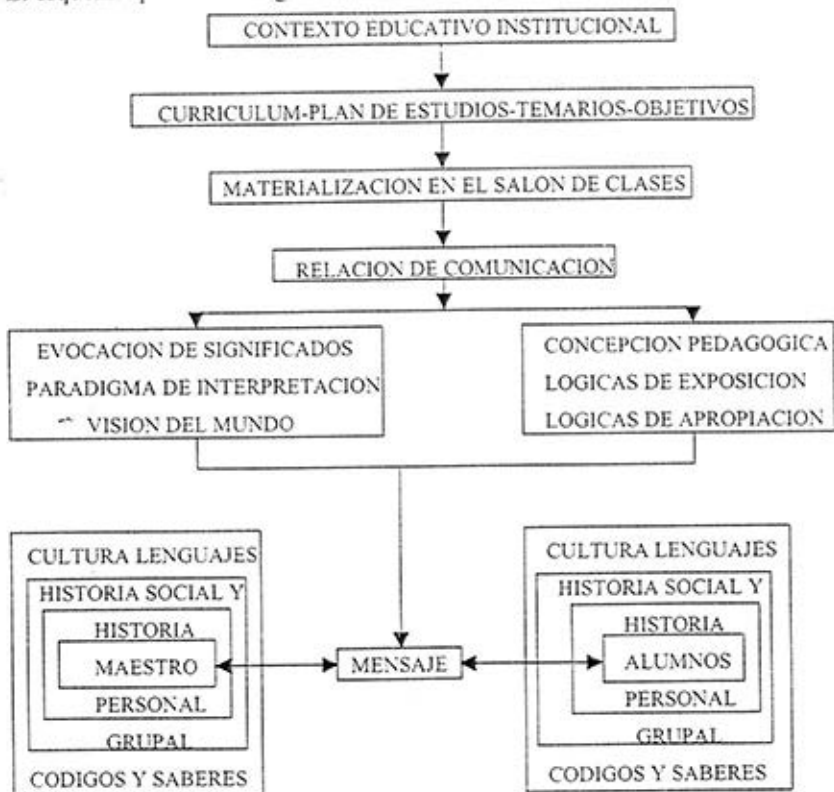 CONTEXTO EDUCATIVO INSTITUCIONAL
CURRICULUM-PLAN DE ESTUDIOS-TEMARIOS-OBJETIVOS
MATERIALIZACION EN EL SALON DE CLASES
RELACION DE COMUNICACION
EVOCACION DE SIGNIFICADOS
PARADIGMA DE INTERPRETACION
VISION DEL MUNDO
CONCEPCION PEDAGOGICA
LOGICAS DE EXPOSICION
LOGICAS DE APROPIACION
CULTURA LENGUAJES
HISTORIA SOCIAL Y
HISTORIA
MAESTRO
PERSONAL
GRUPAL
CODIGOS Y SABERES
MENSAJE
CULTURA LENGUAJES
HISTORIA SOCIAL Y
HISTORIA
ALUMNOS
PERSONAL
GRUPAL
CODIGOS Y SABERES